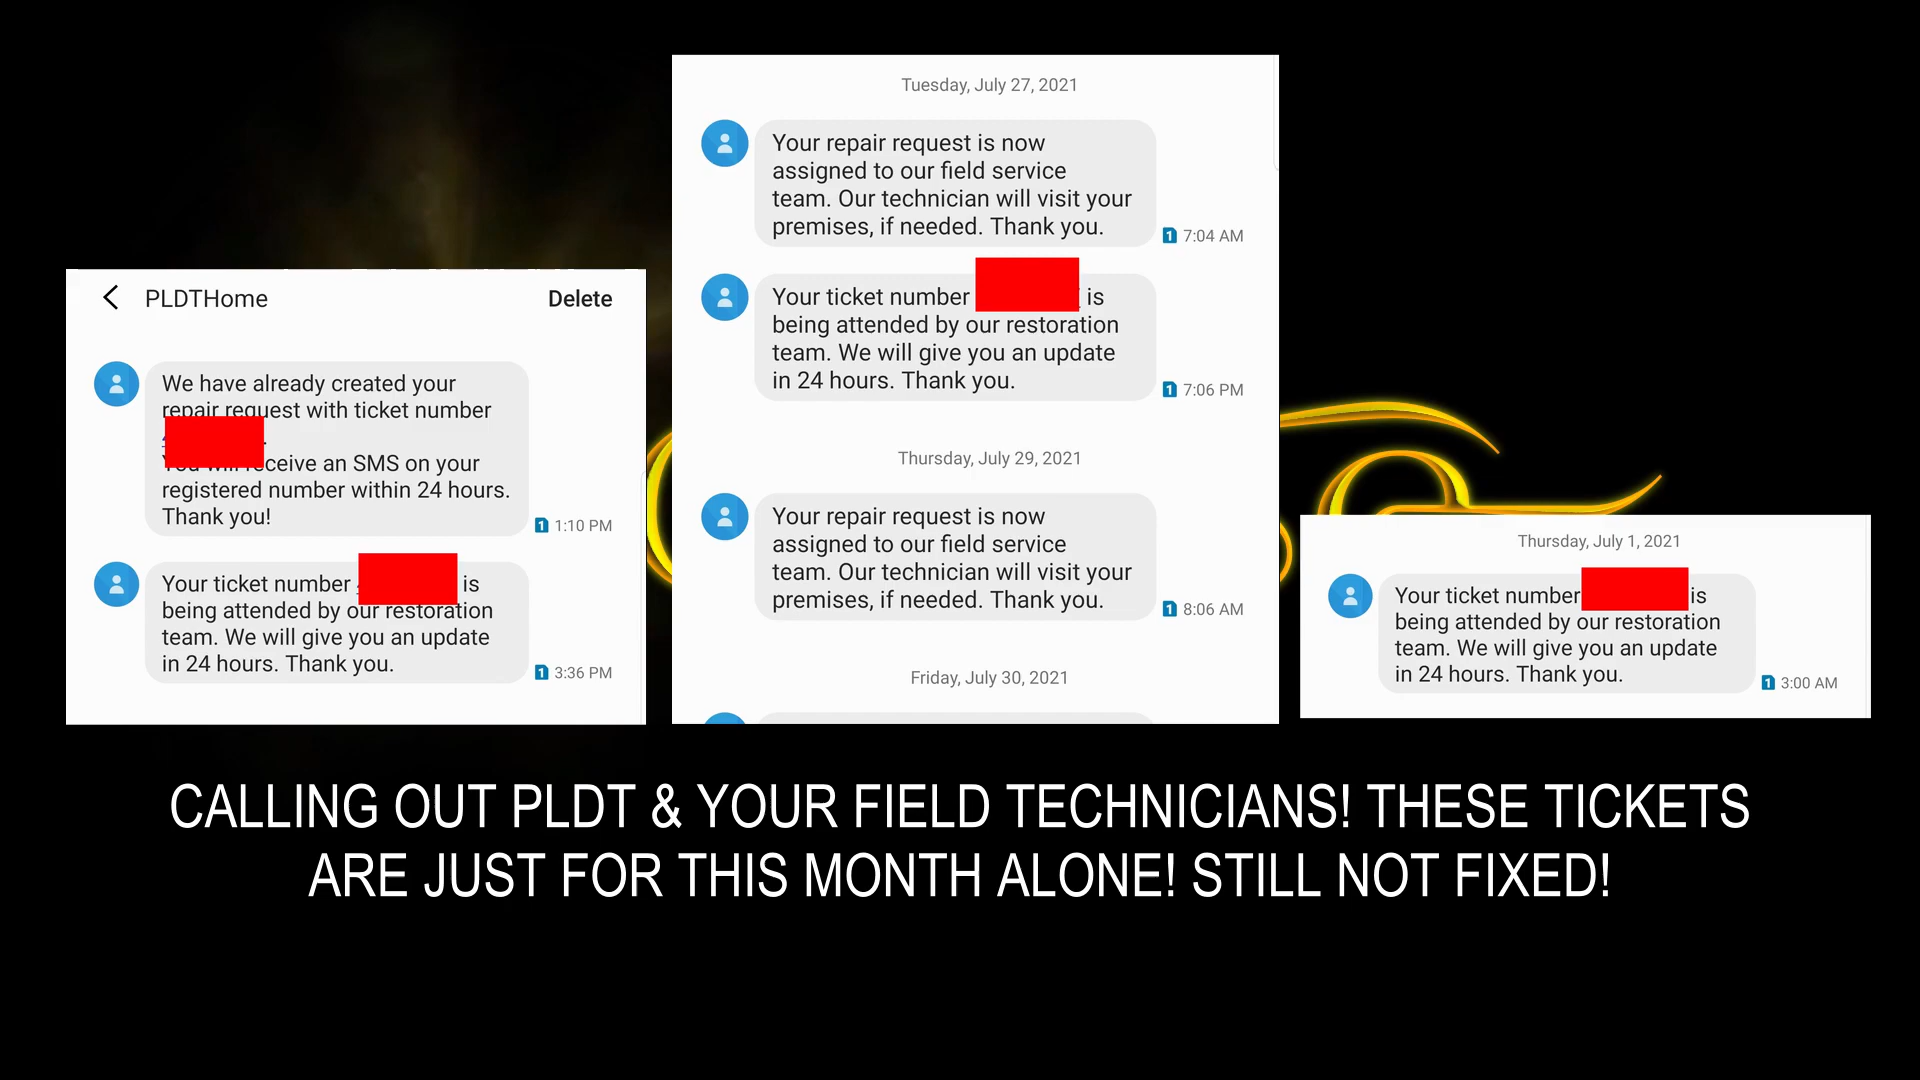 PLDTHome
Delete
We have already created your
repair request with ticket number
You will receive an SMS on your
registered number within 24 hours.
Thank you!
1 1:10 PM
Your ticket number is
being attended by our restoration
team. We will give you an update
in 24 hours. Thank you.
1 3:36 PM
Tuesday, July 27, 2021
Your repair request is now
assigned to our field service
team. Our technician will visit your
premises, if needed. Thank you.
1 7:04 AM
Your ticket number is
being attended by our restoration
team. We will give you an update
in 24 hours. Thank you.
1 7:06 PM
Thursday, July 29, 2021
Your repair request is now
assigned to our field service
team. Our technician will visit your
premises, if needed. Thank you.
1 8:06 AM
Friday, July 30, 2021
Thursday, July 1, 2021
Your ticket number is
being attended by our restoration
team. We will give you an update
in 24 hours. Thank you.
1 3:00 AM
CALLING OUT PLDT & YOUR FIELD TECHNICIANS! THESE TICKETS
ARE JUST FOR THIS MONTH ALONE! STILL NOT FIXED!